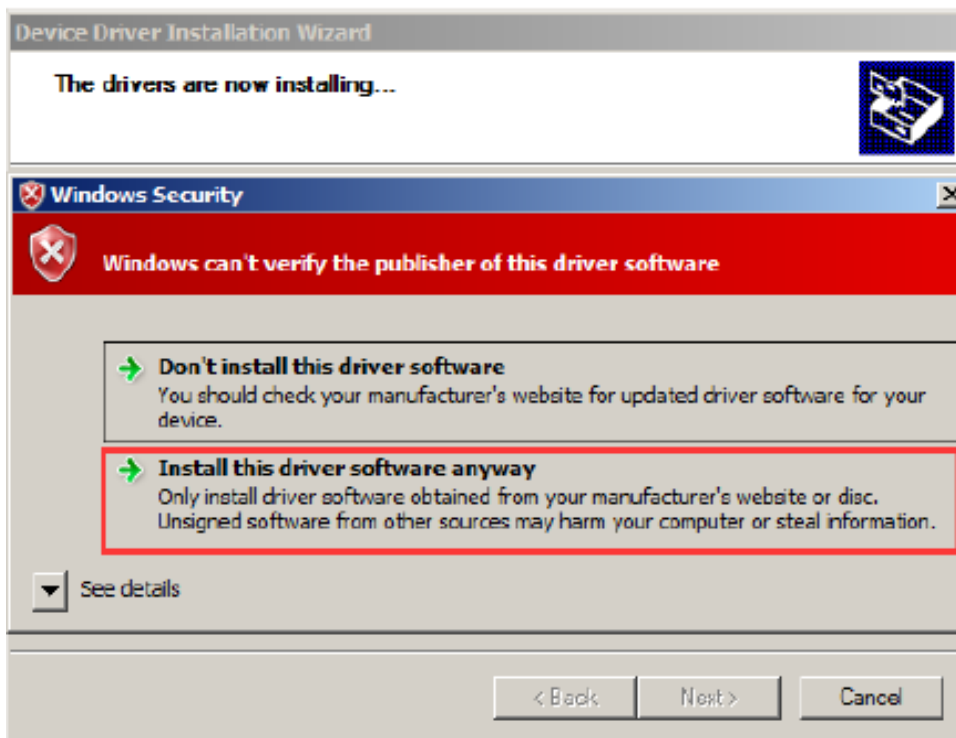 Device Driver Installation Wizard
The drivers are now installing...
Windows Security
Windows can't verify the publisher of this driver software
Don't install this driver software
You should check your manufacturer's website for updated driver software for your
device.
Install this driver software anyway
Only install driver software obtained from your manufacturer's website or disc.
Unsigned software from other sources may harm your computer or steal information.
See details
< Back
Next >
Cancel